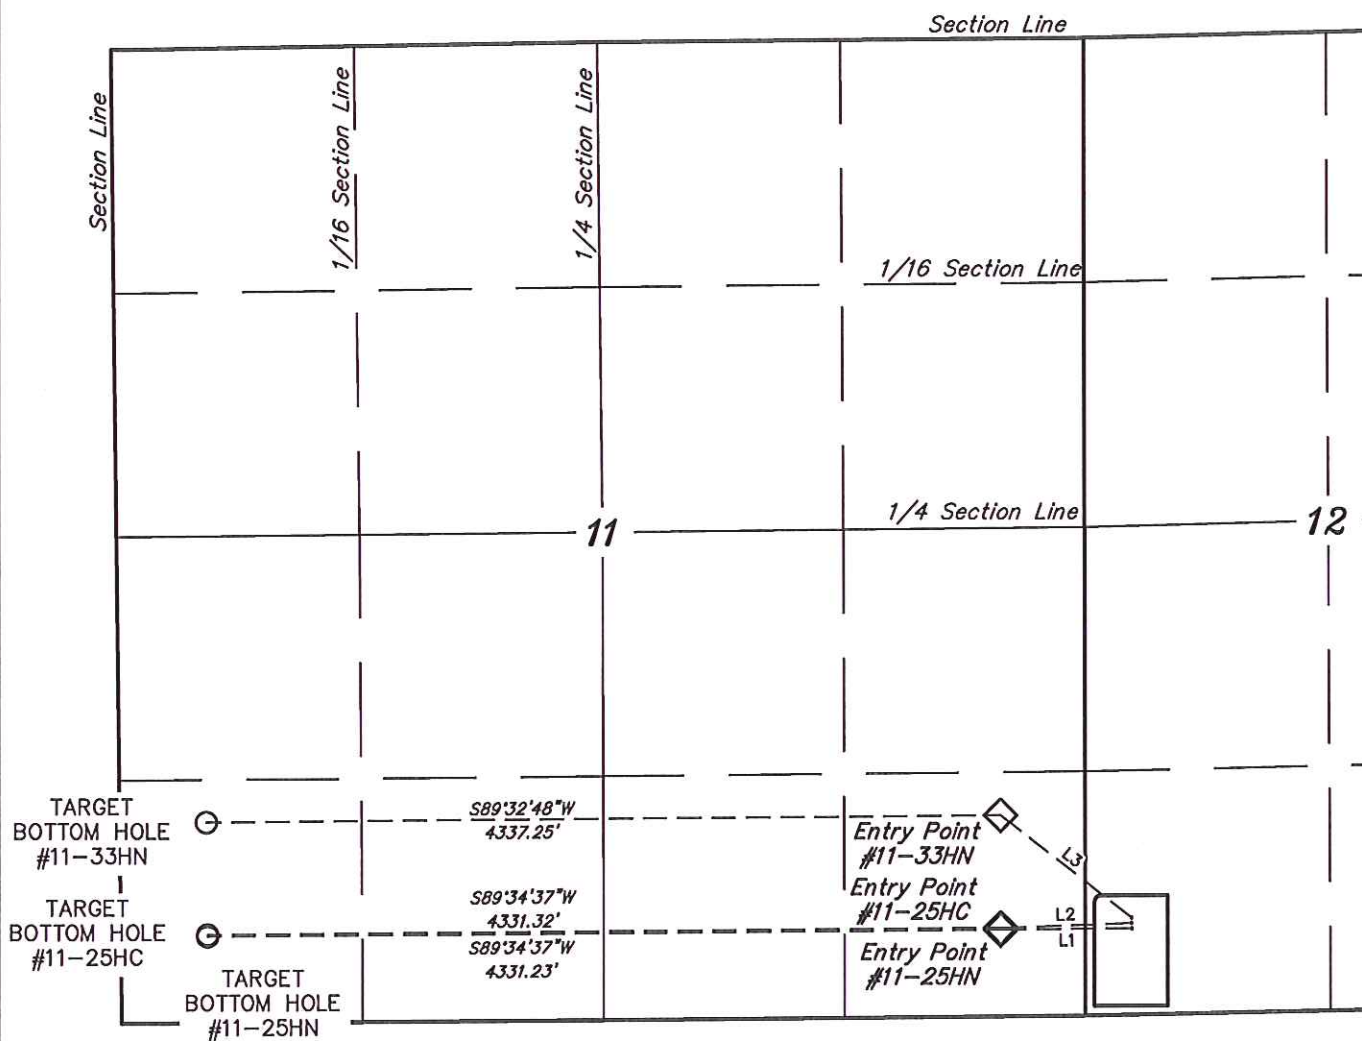 Section Line
Section Line
1/16 Section Line
1/4 Section Line
1/16 Section Line
1/4 Section Line
11
12
TARGET
BOTTOM HOLE
#11-33HN
S89°32'48"W
4337.25'
Entry Point
#11-33HN
L3
TARGET
BOTTOM HOLE
#11-25HC
S89°34'37"W
4331.32'
S89°34'37"W
4331.23'
Entry Point
#11-25HC
L2
L1
Entry Point
#11-25HN
TARGET
BOTTOM HOLE
#11-25HN